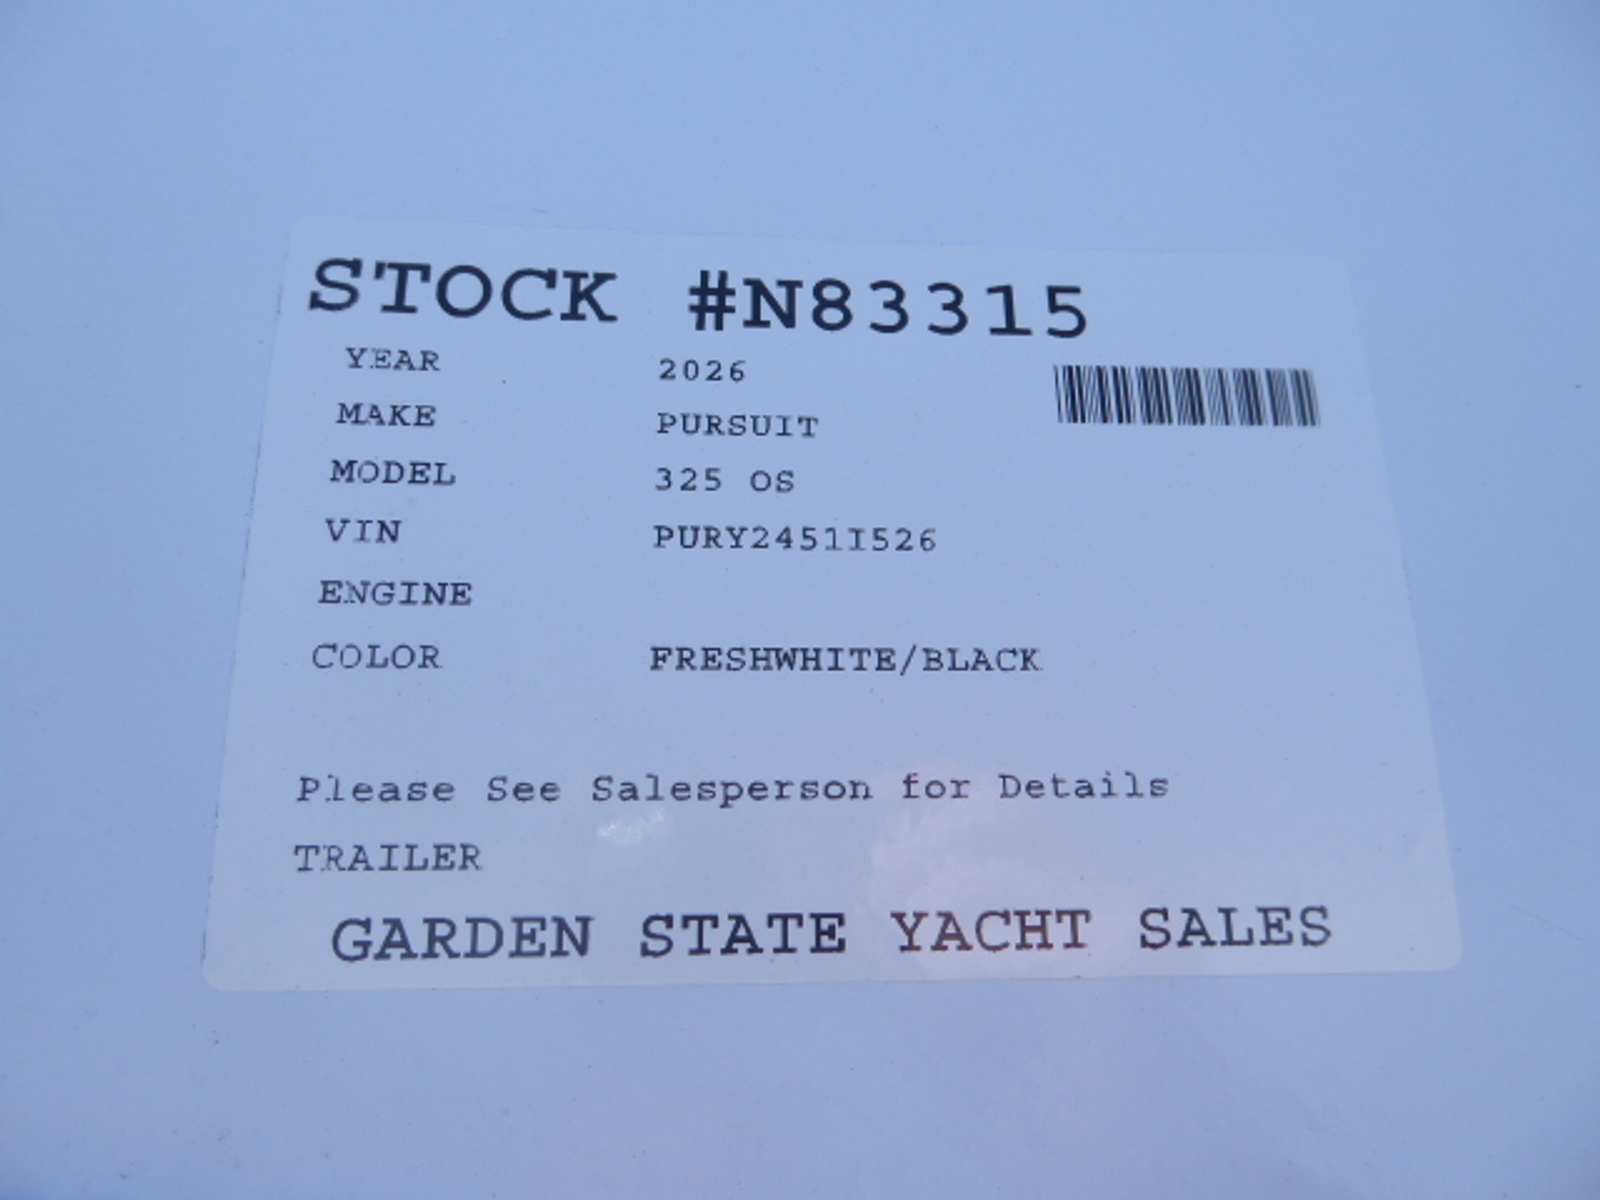 STOCK #N83315
YEAR 2026
MAKE PURSUIT
MODEL 325 OS
VIN PURY2451I526
ENGINE
COLOR FRESHWHITE/BLACK
Please See Salesperson for Details
TRAILER
GARDEN STATE YACHT SALES